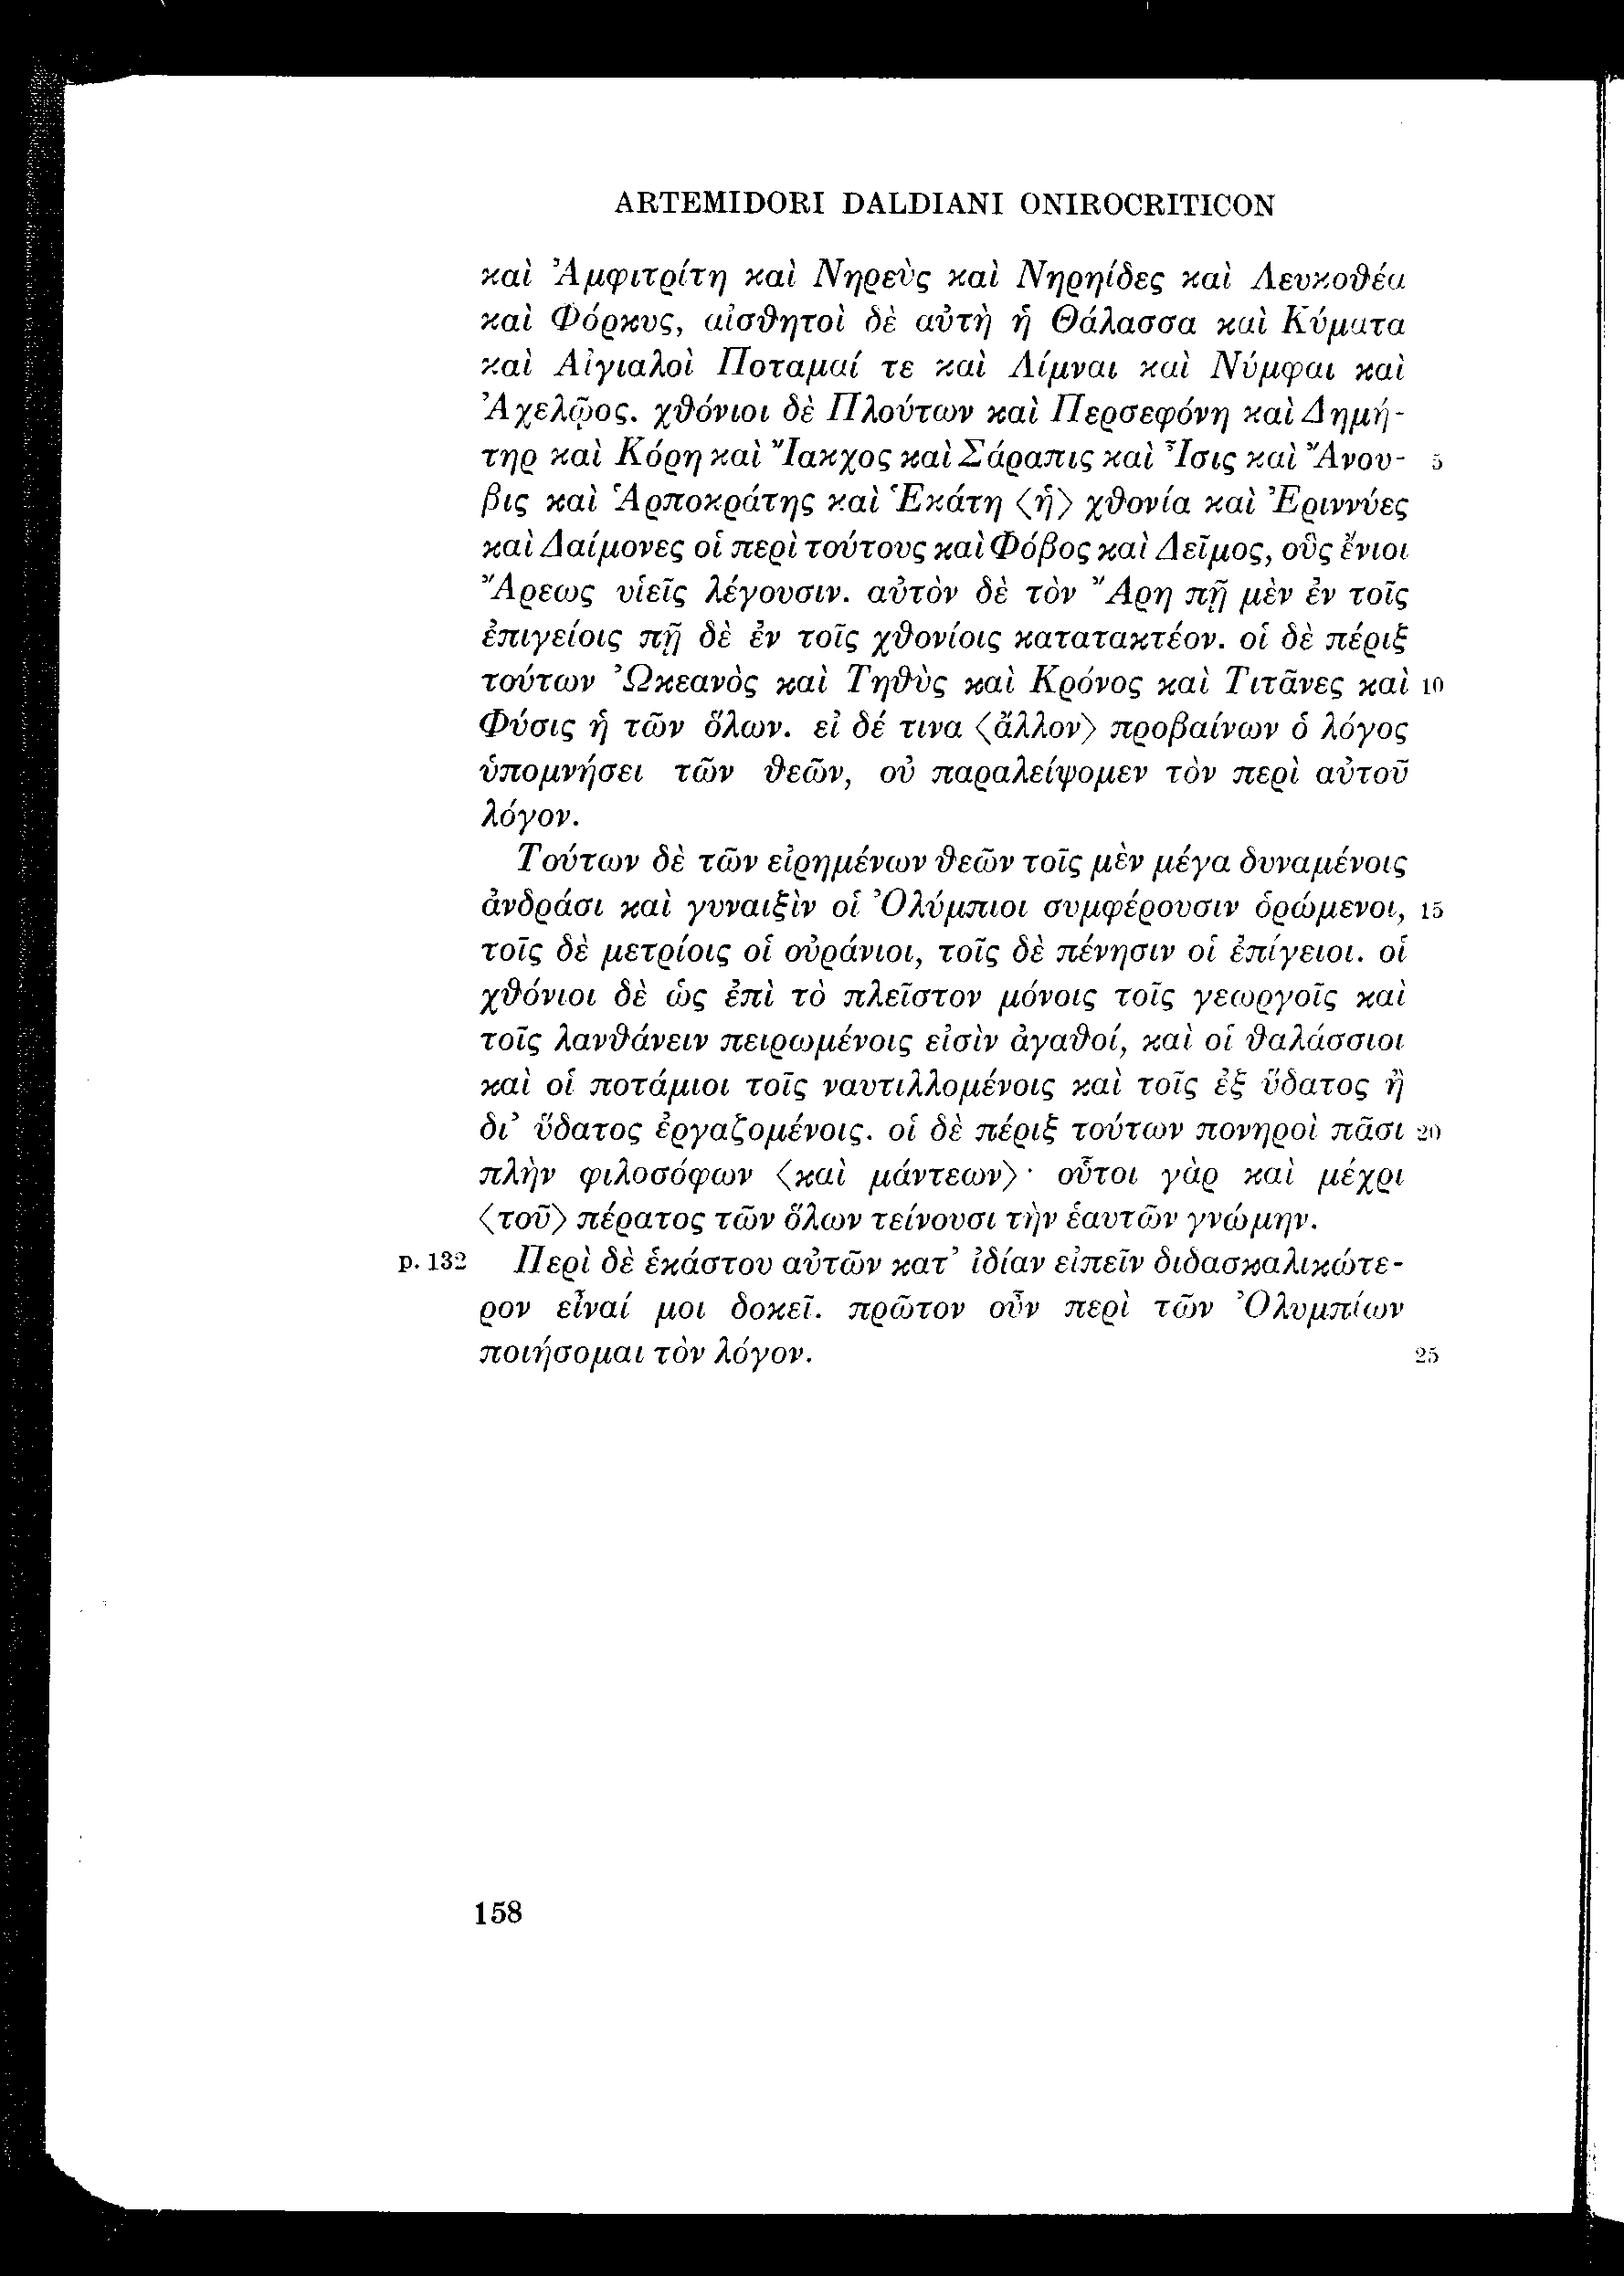 ARTEMIDORI DALDIANI ONIROCRITICON
καὶ Ἀμφιτρίτη καὶ Νηρεὺς καὶ Νηρηίδες καὶ Λευκοθέα
καὶ Φόρκυς, αἰσθητοὶ δὲ αὐτὴ ἡ Θάλασσα καὶ Κύματα
καὶ Αἰγιαλοὶ Ποταμαί τε καὶ Λίμναι καὶ Νύμφαι καὶ
Ἀχελῷος. χθόνιοι δὲ Πλούτων καὶ Περσεφόνη καὶ Δημή-
τηρ καὶ Κόρη καὶ Ἴακχος καὶ Σάραπις καὶ Ἶσις καὶ Ἄνου- 5
βις καὶ Ἁρποκράτης καὶ Ἑκάτη ⟨ἡ⟩ χθονία καὶ Ἐριννύες
καὶ Δαίμονες οἱ περὶ τούτους καὶ Φόβος καὶ Δεῖμος, οὓς ἔνιοι
Ἄρεως υἱεῖς λέγουσιν. αὐτὸν δὲ τὸν Ἄρη πῇ μὲν ἐν τοῖς
ἐπιγείοις πῇ δὲ ἐν τοῖς χθονίοις κατατακτέον. οἱ δὲ πέριξ
τούτων Ὠκεανὸς καὶ Τηθὺς καὶ Κρόνος καὶ Τιτᾶνες καὶ 10
Φύσις ἡ τῶν ὅλων. εἰ δέ τινα ⟨ἄλλον⟩ προβαίνων ὁ λόγος
ὑπομνήσει τῶν θεῶν, οὐ παραλείψομεν τὸν περὶ αὐτοῦ
λόγον.
Τούτων δὲ τῶν εἰρημένων θεῶν τοῖς μὲν μέγα δυναμένοις
ἀνδράσι καὶ γυναιξὶν οἱ Ὀλύμπιοι συμφέρουσιν ὁρώμενοι, 15
τοῖς δὲ μετρίοις οἱ οὐράνιοι, τοῖς δὲ πένησιν οἱ ἐπίγειοι. οἱ
χθόνιοι δὲ ὡς ἐπὶ τὸ πλεῖστον μόνοις τοῖς γεωργοῖς καὶ
τοῖς λανθάνειν πειρωμένοις εἰσὶν ἀγαθοί, καὶ οἱ θαλάσσιοι
καὶ οἱ ποτάμιοι τοῖς ναυτιλλομένοις καὶ τοῖς ἐξ ὕδατος ἢ
δι’ ὕδατος ἐργαζομένοις. οἱ δὲ πέριξ τούτων πονηροὶ πᾶσι 20
πλὴν φιλοσόφων ⟨καὶ μάντεων⟩· οὗτοι γὰρ καὶ μέχρι
⟨τοῦ⟩ πέρατος τῶν ὅλων τείνουσι τὴν ἑαυτῶν γνώμην.
p. 132 Περὶ δὲ ἑκάστου αὐτῶν κατ’ ἰδίαν εἰπεῖν διδασκαλικώτε-
ρον εἶναί μοι δοκεῖ. πρῶτον οὖν περὶ τῶν Ὀλυμπίων
ποιήσομαι τὸν λόγον. 25
158